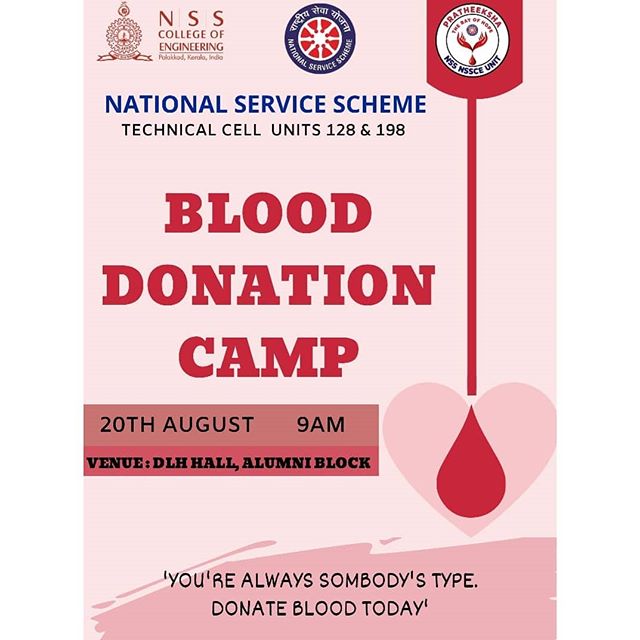 N|S|S
COLLEGE OF
ENGINEERING
Palakkad, Kerala, India
राष्ट्रीय सेवा योजना
NATIONAL SERVICE SCHEME
PRATHEEKSHA
THE RAY OF HOPE
NSS NSSCE UNIT
NATIONAL SERVICE SCHEME
TECHNICAL CELL UNITS 128 & 198
BLOOD
DONATION
CAMP
20TH AUGUST 9AM
VENUE : DLH HALL, ALUMNI BLOCK
'YOU'RE ALWAYS SOMBODY'S TYPE.
DONATE BLOOD TODAY'